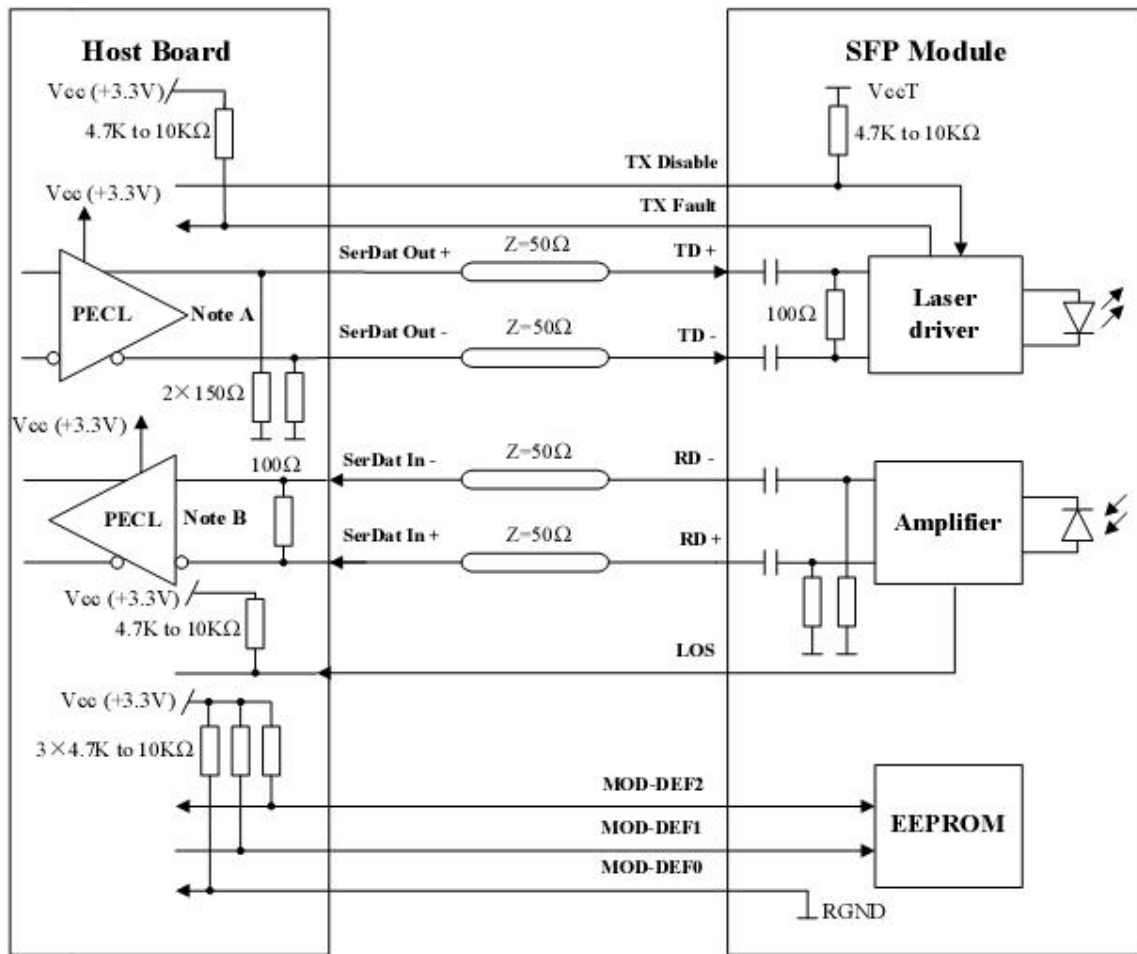 Host Board
SFP Module
Vcc (+3.3V)
4.7K to 10KΩ
VccT
4.7K to 10KΩ
TX Disable
Vcc (+3.3V)
TX Fault
SerDat Out +
Z=50Ω
TD +
PECL
Note A
100Ω
Laser
driver
SerDat Out -
Z=50Ω
TD -
2×150Ω
Vcc (+3.3V)
100Ω
SerDat In -
Z=50Ω
RD -
PECL
Note B
Amplifier
SerDat In +
Z=50Ω
RD +
Vcc (+3.3V)
4.7K to 10KΩ
LOS
Vcc (+3.3V)
3×4.7K to 10KΩ
MOD-DEF2
MOD-DEF1
MOD-DEF0
EEPROM
RGND